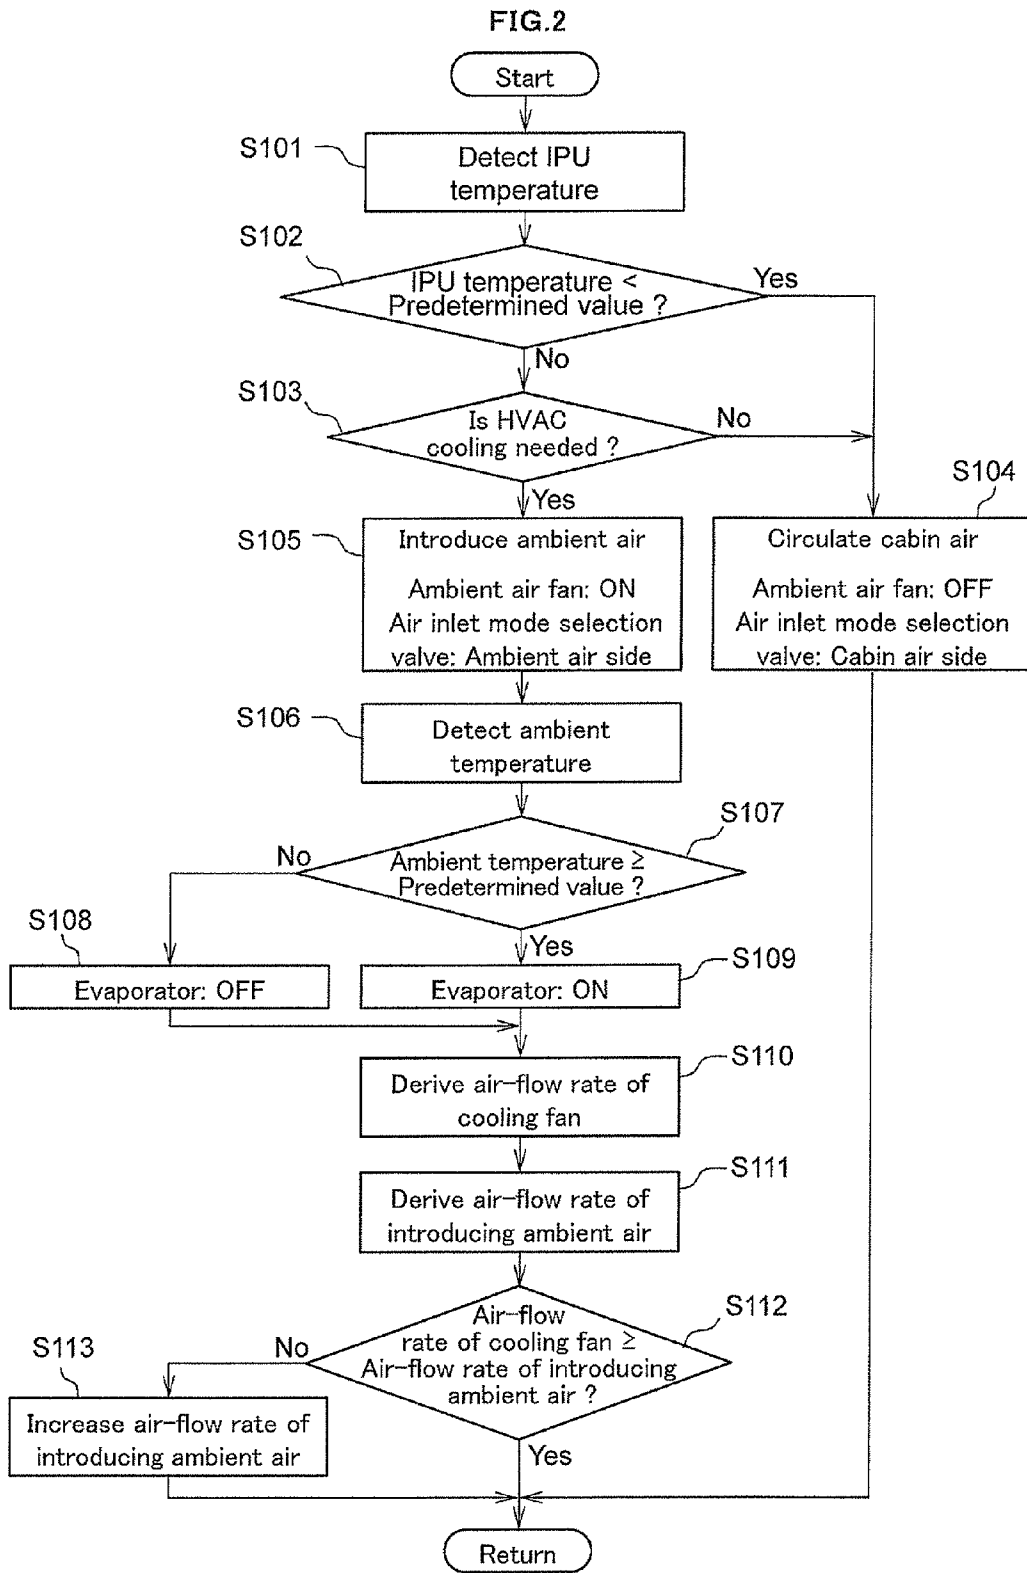 FIG.2
Start
S101
Detect IPU
temperature
S102
IPU temperature <
Predetermined value ?
Yes
No
S103
Is HVAC
cooling needed ?
No
Yes
S104
Circulate cabin air
Ambient air fan: OFF
Air inlet mode selection
valve: Cabin air side
S105
Introduce ambient air
Ambient air fan: ON
Air inlet mode selection
valve: Ambient air side
S106
Detect ambient
temperature
S107
Ambient temperature ≥
Predetermined value ?
No
Yes
S108
Evaporator: OFF
S109
Evaporator: ON
S110
Derive air-flow rate of
cooling fan
S111
Derive air-flow rate of
introducing ambient air
S112
Air-flow
rate of cooling fan ≥
Air-flow rate of introducing
ambient air ?
No
Yes
S113
Increase air-flow rate of
introducing ambient air
Return